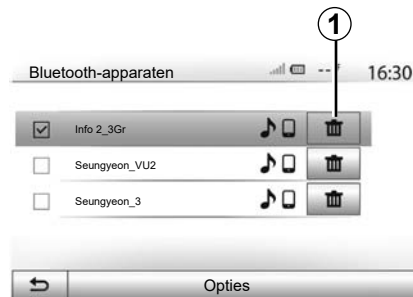 1
Bluetooth-apparaten -- ° 16:30
Info 2_3Gr
Seungyeon_VU2
Seungyeon_3
Opties